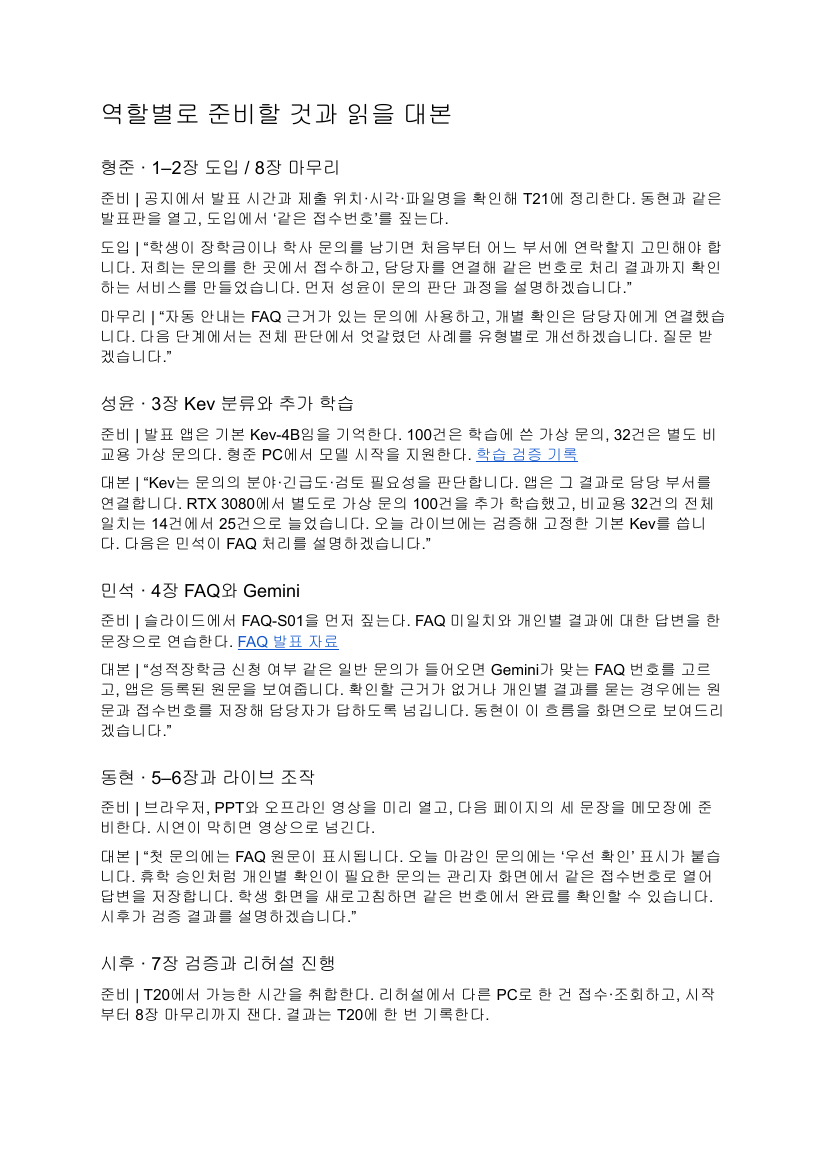 역할별로 준비할 것과 읽을 대본
형준 · 1–2장 도입 / 8장 마무리
준비 | 공지에서 발표 시간과 제출 위치·시각·파일명을 확인해 T21에 정리한다. 동현과 같은
발표판을 열고, 도입에서 ‘같은 접수번호’를 짚는다.
도입 | “학생이 장학금이나 학사 문의를 남기면 처음부터 어느 부서에 연락할지 고민해야 합
니다. 저희는 문의를 한 곳에서 접수하고, 담당자를 연결해 같은 번호로 처리 결과까지 확인
하는 서비스를 만들었습니다. 먼저 성윤이 문의 판단 과정을 설명하겠습니다.”
마무리 | “자동 안내는 FAQ 근거가 있는 문의에 사용하고, 개별 확인은 담당자에게 연결했습
니다. 다음 단계에서는 전체 판단에서 엇갈렸던 사례를 유형별로 개선하겠습니다. 질문 받
겠습니다.”
성윤 · 3장 Kev 분류와 추가 학습
준비 | 발표 앱은 기본 Kev-4B임을 기억한다. 100건은 학습에 쓴 가상 문의, 32건은 별도 비
교용 가상 문의다. 형준 PC에서 모델 시작을 지원한다. 학습 검증 기록
대본 | “Kev는 문의의 분야·긴급도·검토 필요성을 판단합니다. 앱은 그 결과로 담당 부서를
연결합니다. RTX 3080에서 별도로 가상 문의 100건을 추가 학습했고, 비교용 32건의 전체
일치는 14건에서 25건으로 늘었습니다. 오늘 라이브에는 검증해 고정한 기본 Kev를 씁니
다. 다음은 민석이 FAQ 처리를 설명하겠습니다.”
민석 · 4장 FAQ와 Gemini
준비 | 슬라이드에서 FAQ-S01을 먼저 짚는다. FAQ 미일치와 개인별 결과에 대한 답변을 한
문장으로 연습한다. FAQ 발표 자료
대본 | “성적장학금 신청 여부 같은 일반 문의가 들어오면 Gemini가 맞는 FAQ 번호를 고르
고, 앱은 등록된 원문을 보여줍니다. 확인할 근거가 없거나 개인별 결과를 묻는 경우에는 원
문과 접수번호를 저장해 담당자가 답하도록 넘깁니다. 동현이 이 흐름을 화면으로 보여드리
겠습니다.”
동현 · 5–6장과 라이브 조작
준비 | 브라우저, PPT와 오프라인 영상을 미리 열고, 다음 페이지의 세 문장을 메모장에 준
비한다. 시연이 막히면 영상으로 넘긴다.
대본 | “첫 문의에는 FAQ 원문이 표시됩니다. 오늘 마감인 문의에는 ‘우선 확인’ 표시가 붙습
니다. 휴학 승인처럼 개인별 확인이 필요한 문의는 관리자 화면에서 같은 접수번호로 열어
답변을 저장합니다. 학생 화면을 새로고침하면 같은 번호에서 완료를 확인할 수 있습니다.
시후가 검증 결과를 설명하겠습니다.”
시후 · 7장 검증과 리허설 진행
준비 | T20에서 가능한 시간을 취합한다. 리허설에서 다른 PC로 한 건 접수·조회하고, 시작
부터 8장 마무리까지 잰다. 결과는 T20에 한 번 기록한다.